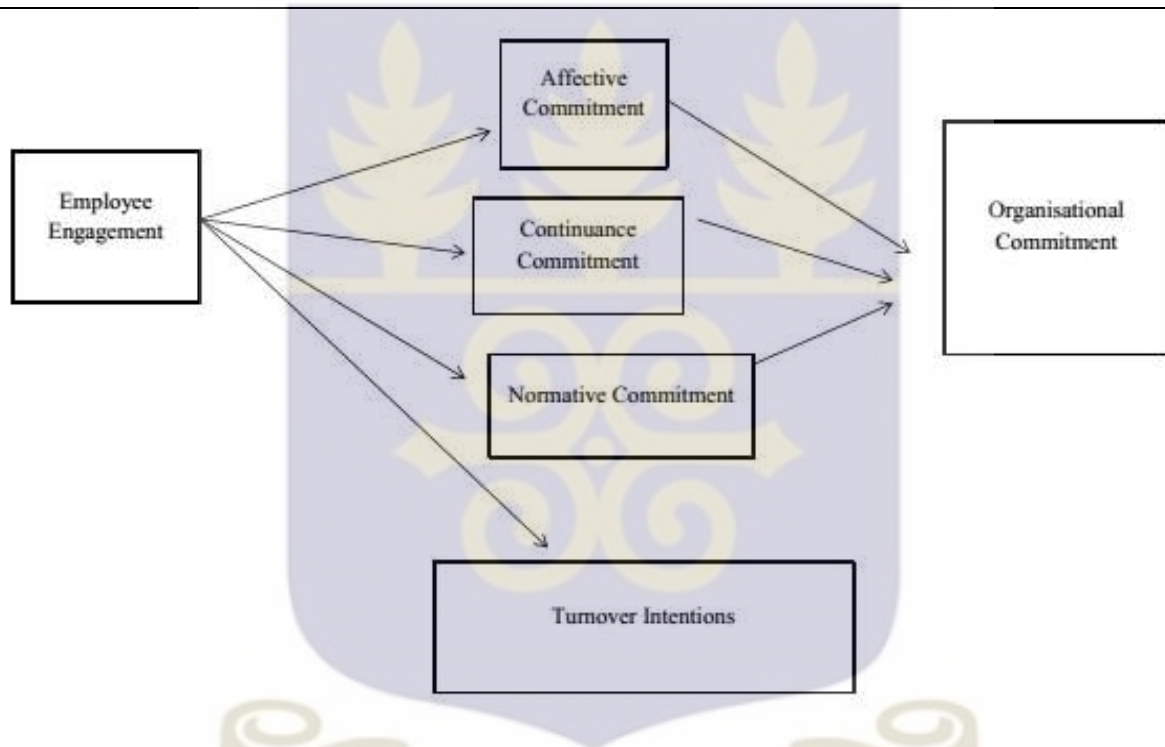 Affective
Commitment
Employee
Engagement
Continuance
Commitment
Organisational
Commitment
Normative Commitment
Turnover Intentions